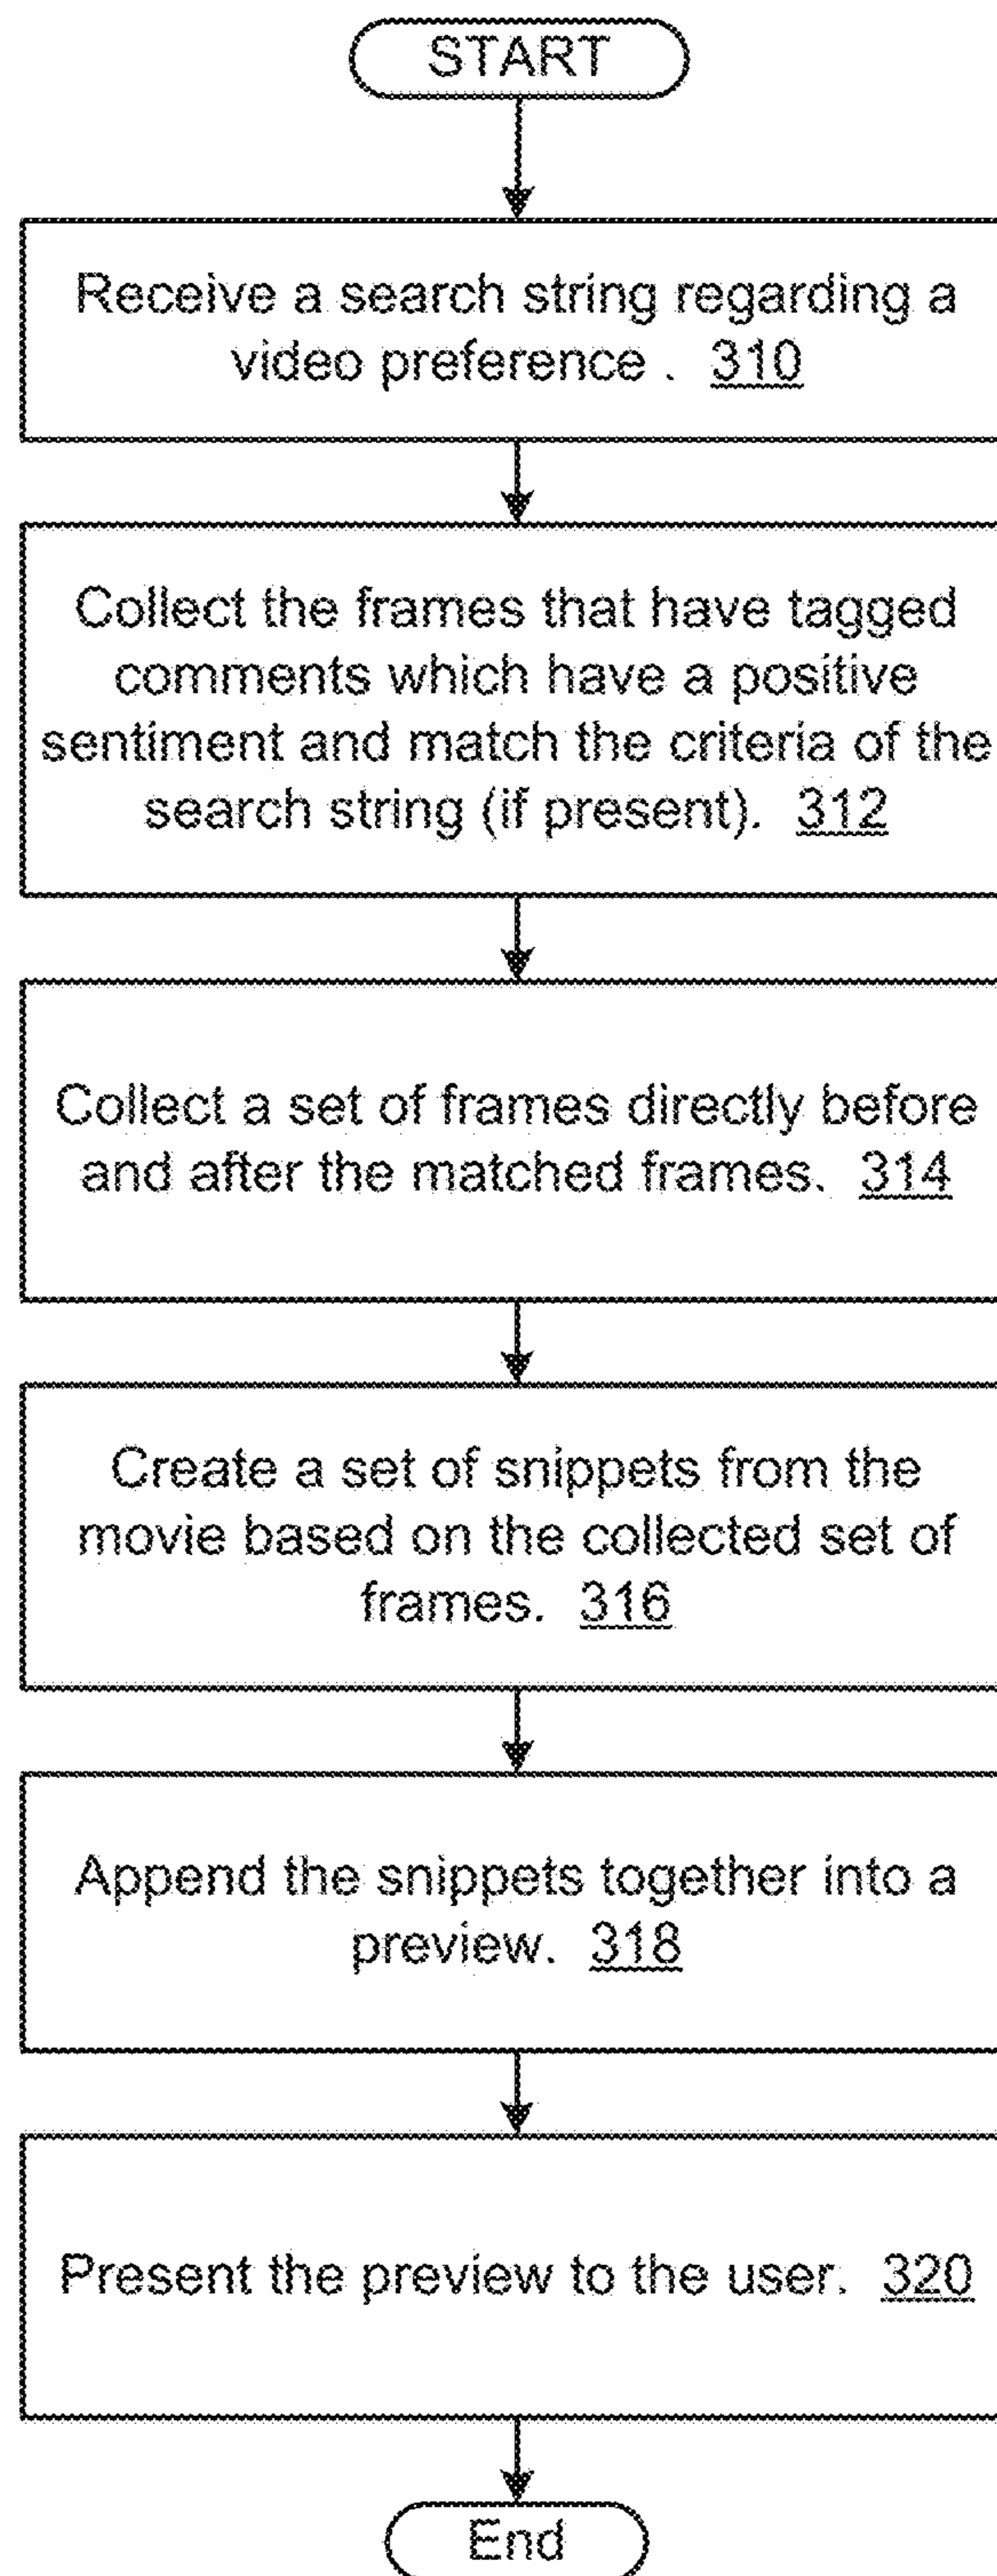 START
Receive a search string regarding a
video preference . 310
Collect the frames that have tagged
comments which have a positive
sentiment and match the criteria of the
search string (if present). 312
Collect a set of frames directly before
and after the matched frames. 314
Create a set of snippets from the
movie based on the collected set of
frames. 316
Append the snippets together into a
preview. 318
Present the preview to the user. 320
End